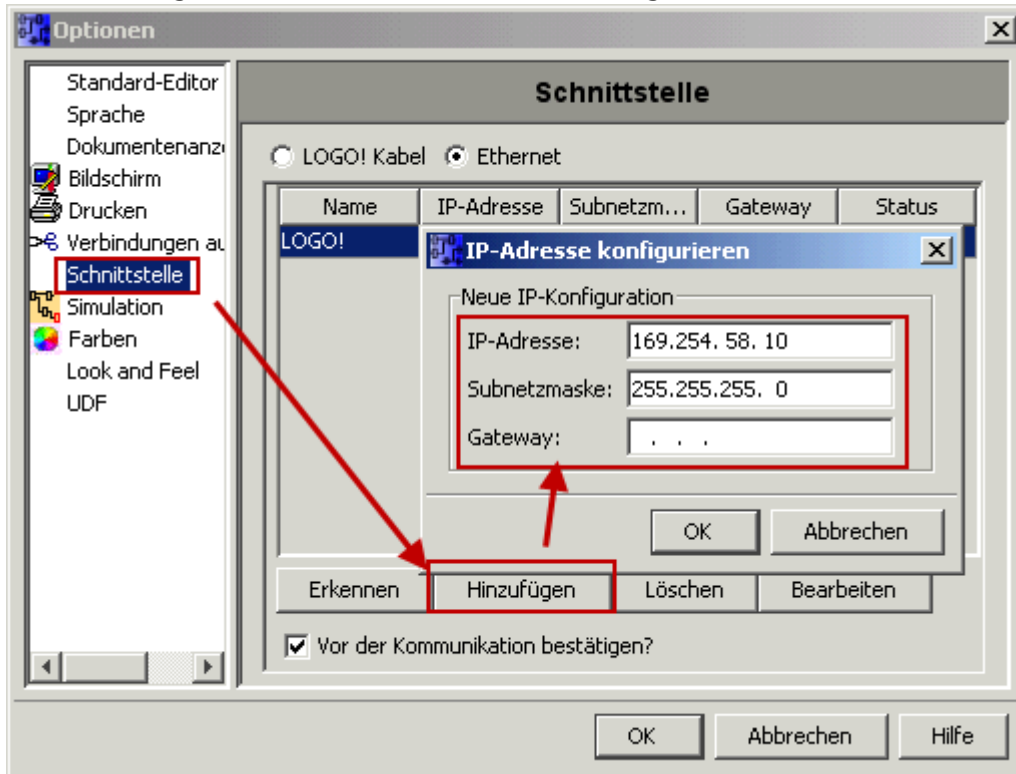 Optionen
Standard-Editor
Sprache
Dokumentenanz
Bildschirm
Drucken
Verbindungen au
Schnittstelle
Simulation
Farben
Look and Feel
UDF
Schnittstelle
LOGO! Kabel Ethernet
Name IP-Adresse Subnetzm... Gateway Status
LOGO!
IP-Adresse konfigurieren
Neue IP-Konfiguration
IP-Adresse: 169.254. 58. 10
Subnetzmaske: 255.255.255. 0
Gateway: . . .
OK Abbrechen
Erkennen Hinzufügen Löschen Bearbeiten
Vor der Kommunikation bestätigen?
OK Abbrechen Hilfe